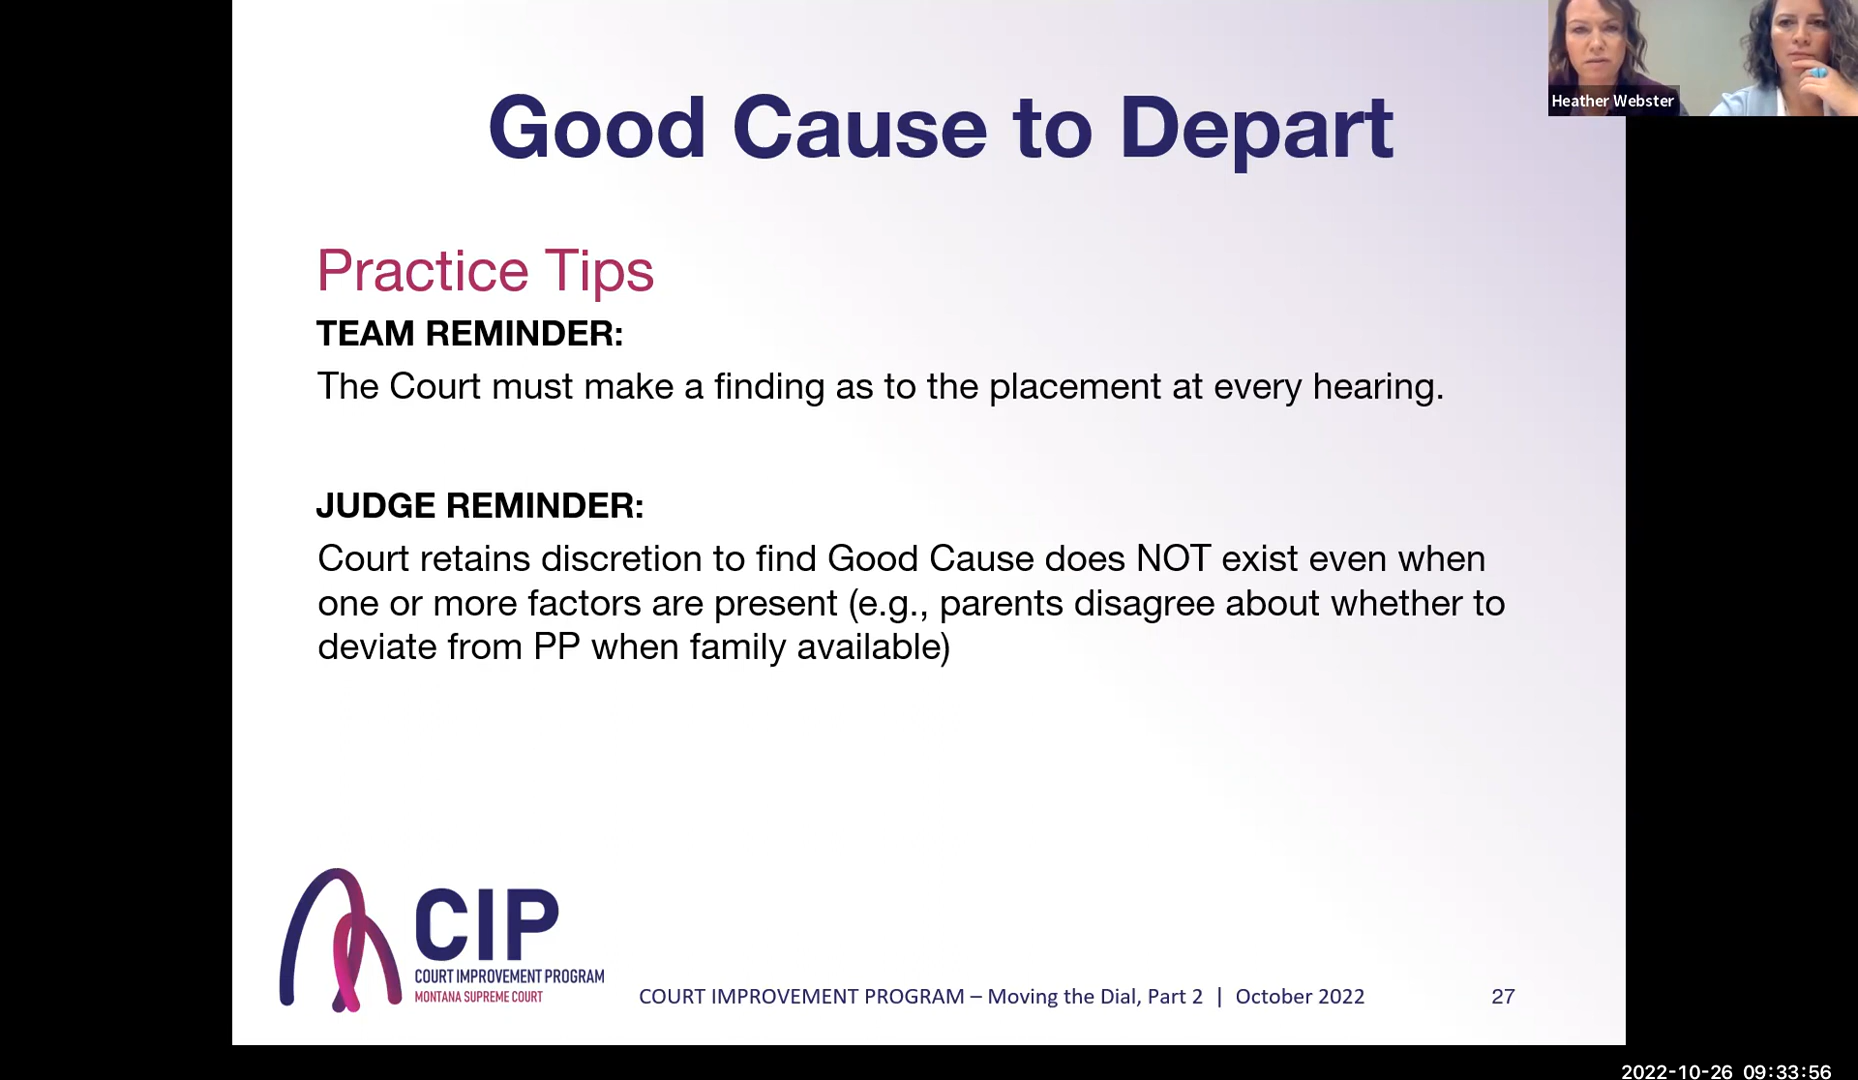 Heather Webster
Good Cause to Depart
Practice Tips
TEAM REMINDER:
The Court must make a finding as to the placement at every hearing.
JUDGE REMINDER:
Court retains discretion to find Good Cause does NOT exist even when
one or more factors are present (e.g., parents disagree about whether to
deviate from PP when family available)
CIP
COURT IMPROVEMENT PROGRAM
MONTANA SUPREME COURT
COURT IMPROVEMENT PROGRAM – Moving the Dial, Part 2 | October 2022
27
2022-10-26 09:33:56